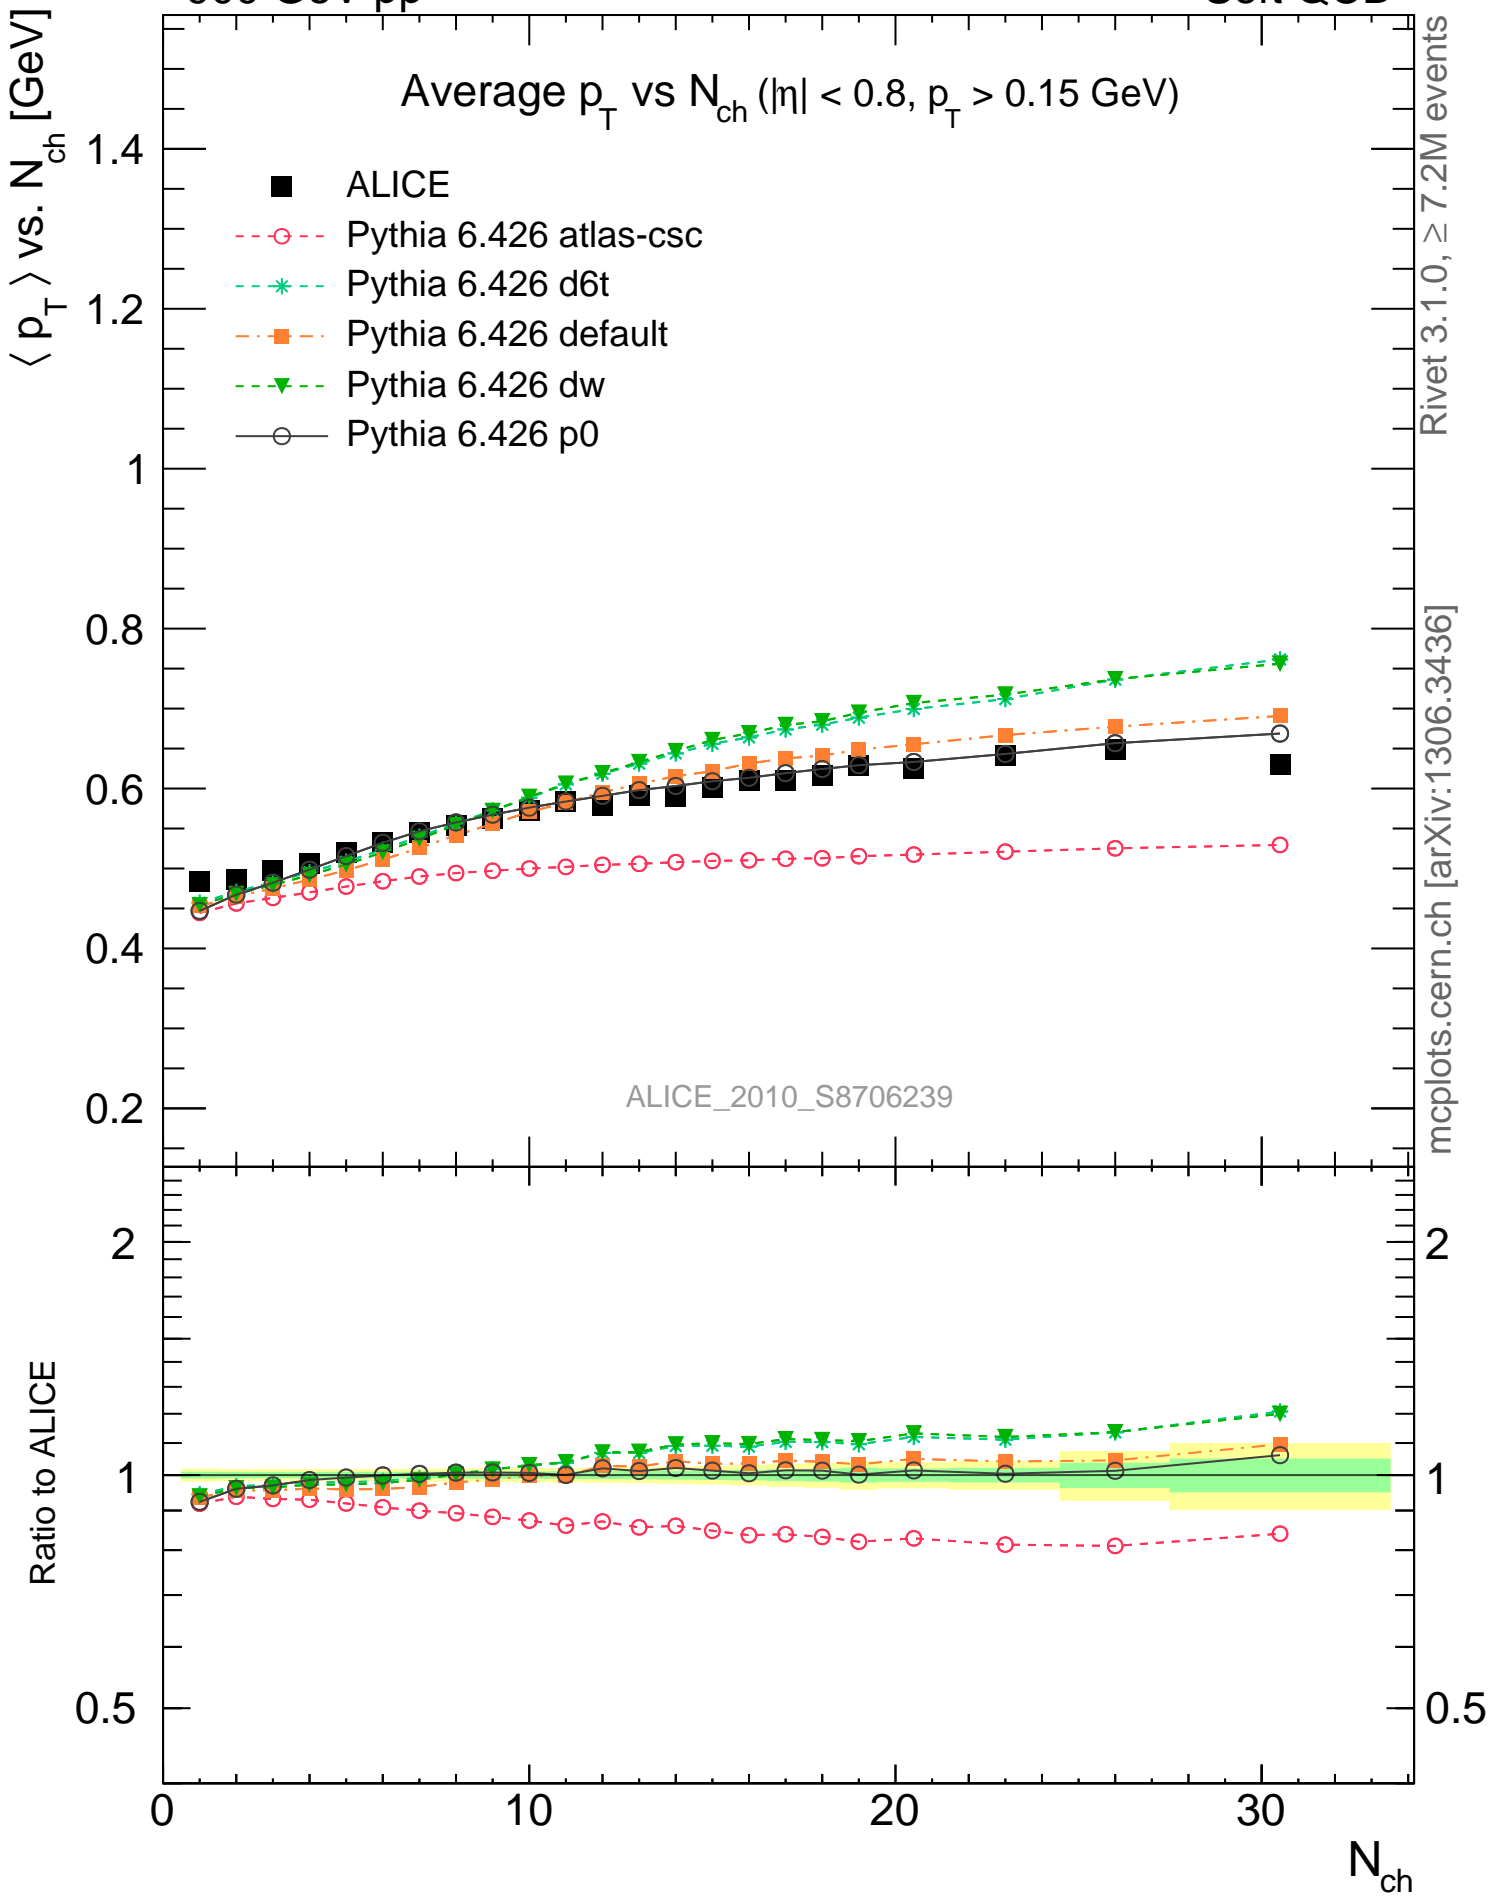 Average p_T vs N_ch (|η| < 0.8, p_T > 0.15 GeV)
⟨ p_T ⟩ vs. N_ch [GeV]
ALICE
Pythia 6.426 atlas-csc
Pythia 6.426 d6t
Pythia 6.426 default
Pythia 6.426 dw
Pythia 6.426 p0
1.4
1.2
1
0.8
0.6
0.4
0.2
ALICE_2010_S8706239
Rivet 3.1.0, ≥ 7.2M events
mcplots.cern.ch [arXiv:1306.3436]
Ratio to ALICE
2
1
0.5
2
1
0.5
0
10
20
30
N_ch